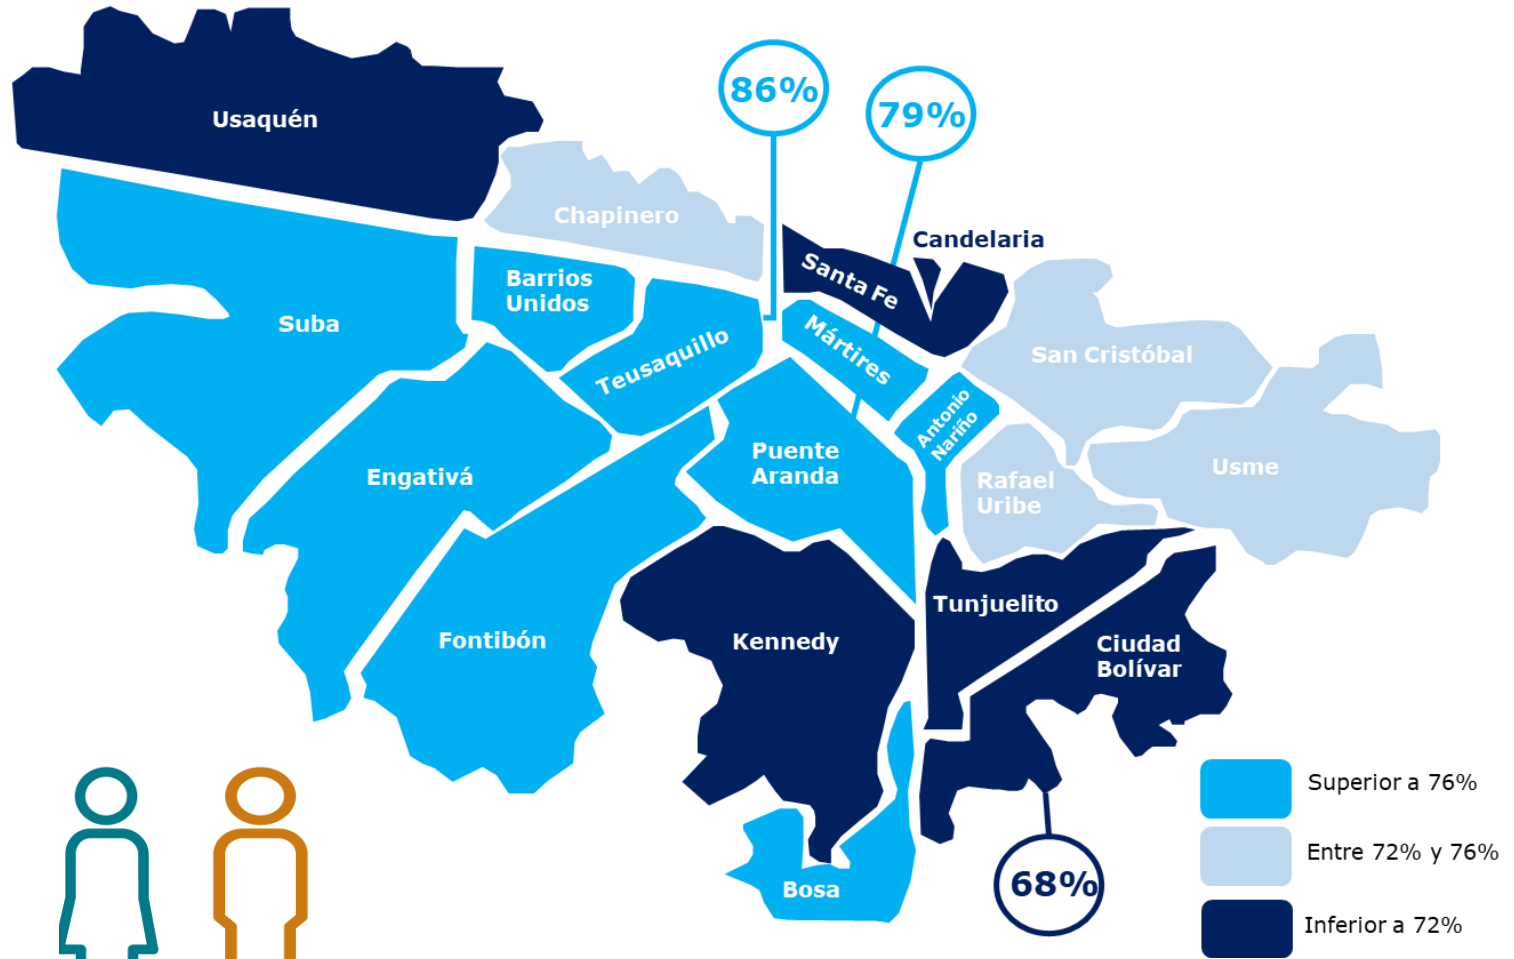 86%
79%
Usaquén
Chapinero
Candelaria
Santa Fe
Barrios
Unidos
Suba
Teusaquillo
Mártires
San Cristóbal
Antonio
Nariño
Puente
Aranda
Engativá
Rafael
Uribe
Usme
Tunjuelito
Fontibón
Kennedy
Ciudad
Bolívar
Bosa
68%
Superior a 76%
Entre 72% y 76%
Inferior a 72%